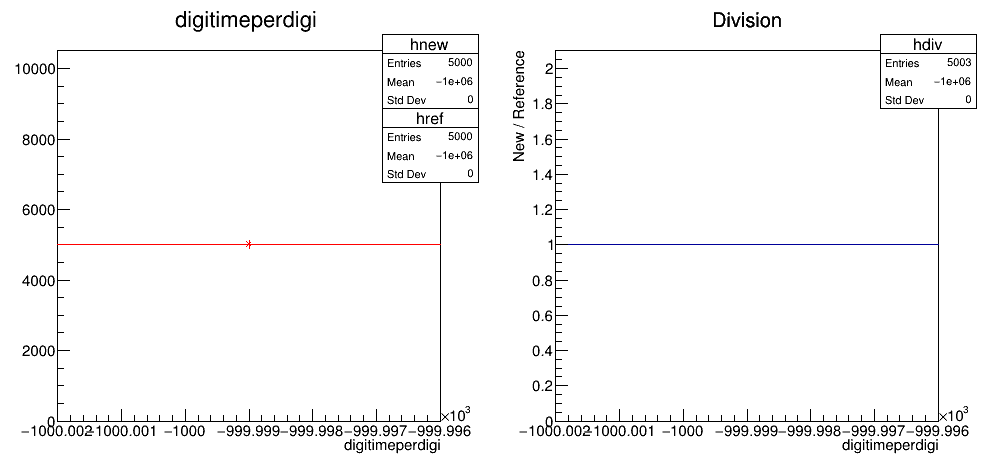 digitimeperdigi
hnew
Entries 5000
Mean −1e+06
Std Dev 0
href
Entries 5000
Mean −1e+06
Std Dev 0
10000
8000
6000
4000
2000
0
−1000.002 −1000.001 −1000 −999.999 −999.998 −999.997 −999.996
×10³
digitimeperdigi
Division
hdiv
Entries 5003
Mean −1e+06
Std Dev 0
New / Reference
2
1.8
1.6
1.4
1.2
1
0.8
0.6
0.4
0.2
0
−1000.002 −1000.001 −1000 −999.999 −999.998 −999.997 −999.996
×10³
digitimeperdigi